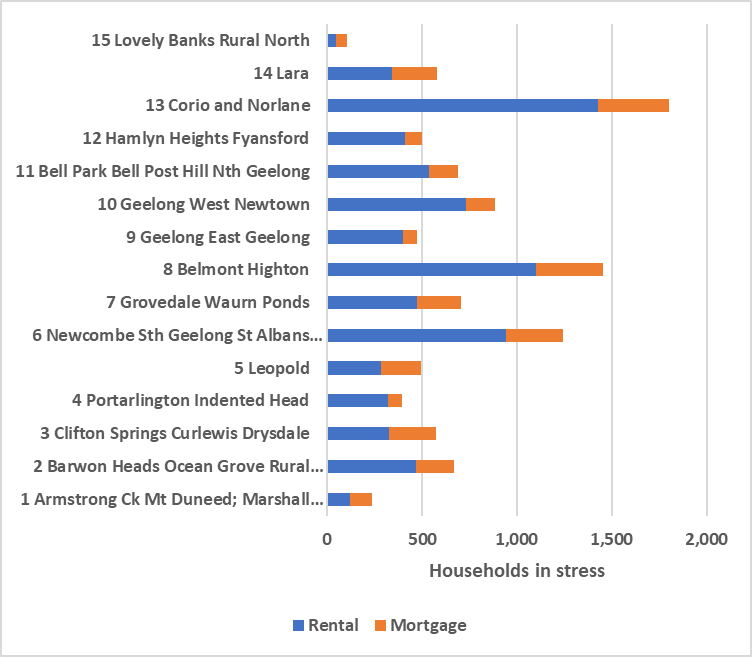 15 Lovely Banks Rural North
14 Lara
13 Corio and Norlane
12 Hamlyn Heights Fyansford
11 Bell Park Bell Post Hill Nth Geelong
10 Geelong West Newtown
9 Geelong East Geelong
8 Belmont Highton
7 Grovedale Waurn Ponds
6 Newcombe Sth Geelong St Albans...
5 Leopold
4 Portarlington Indented Head
3 Clifton Springs Curlewis Drysdale
2 Barwon Heads Ocean Grove Rural...
1 Armstrong Ck Mt Duneed; Marshall...
0 500 1,000 1,500 2,000
Households in stress
Rental Mortgage